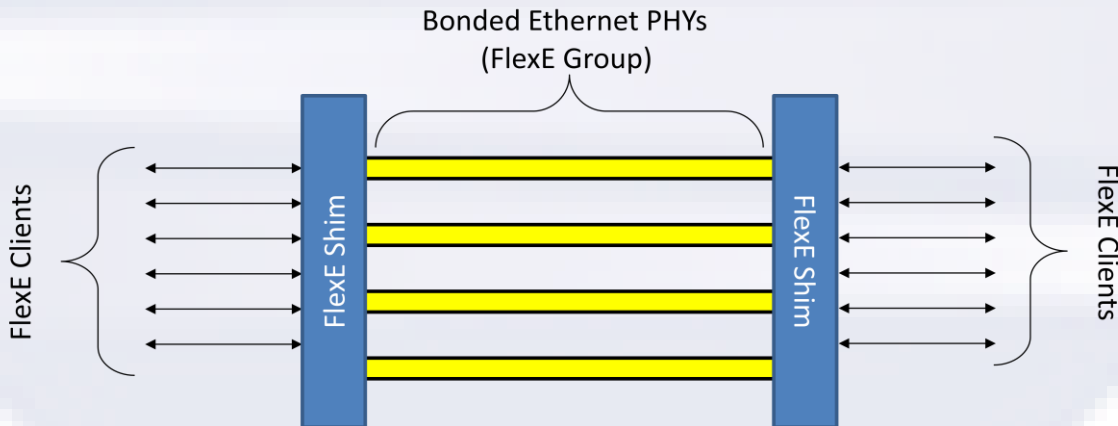 Bonded Ethernet PHYs
(FlexE Group)
FlexE Clients
FlexE Shim
FlexE Shim
FlexE Clients